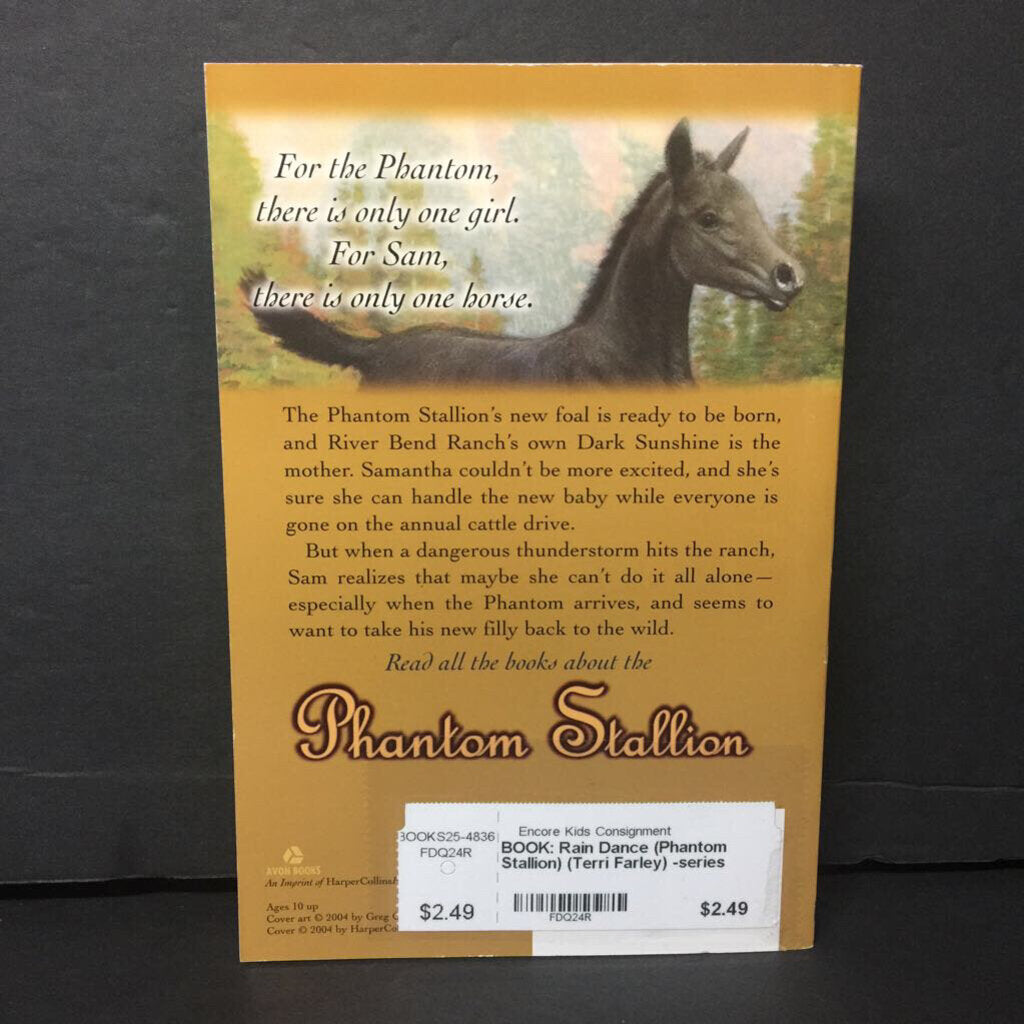 For the Phantom,
there is only one girl.
For Sam,
there is only one horse.
The Phantom Stallion's new foal is ready to be born,
and River Bend Ranch's own Dark Sunshine is the
mother. Samantha couldn't be more excited, and she's
sure she can handle the new baby while everyone is
gone on the annual cattle drive.
But when a dangerous thunderstorm hits the ranch,
Sam realizes that maybe she can't do it all alone—
especially when the Phantom arrives, and seems to
want to take his new filly back to the wild.
Read all the books about the
Phantom Stallion
BOOKS25-4836
FDQ24R
$2.49
Encore Kids Consignment
BOOK: Rain Dance (Phantom
Stallion) (Terri Farley) -series
FDQ24R
$2.49
AVON BOOKS
An Imprint of HarperCollins
Ages 10 up
Cover art © 2004 by Greg
Cover © 2004 by